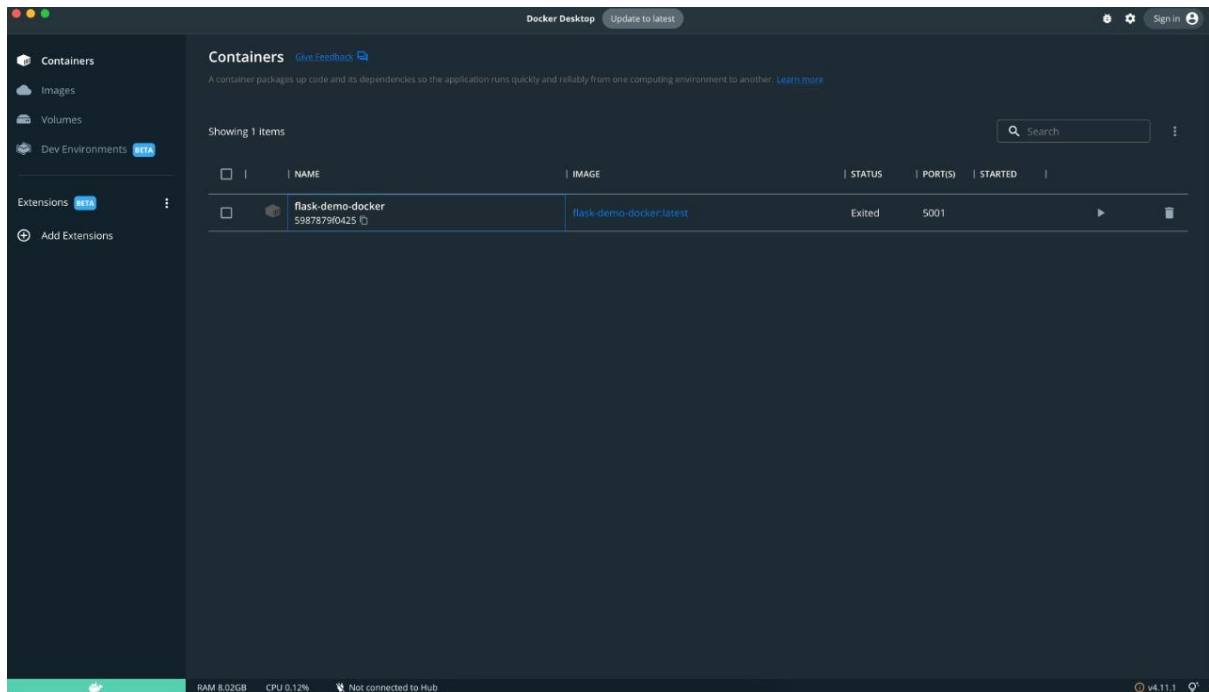 Docker Desktop Update to latest Sign in
Containers
Images
Volumes
Dev Environments BETA
Extensions BETA
Add Extensions
Containers Give Feedback
A container packages up code and its dependencies so the application runs quickly and reliably from one computing environment to another. Learn more
Showing 1 items Search
NAME IMAGE STATUS PORT(S) STARTED
flask-demo-docker flask-demo-docker:latest Exited 5001
5987879f0425
RAM 8.02GB CPU 0.12% Not connected to Hub v4.11.1